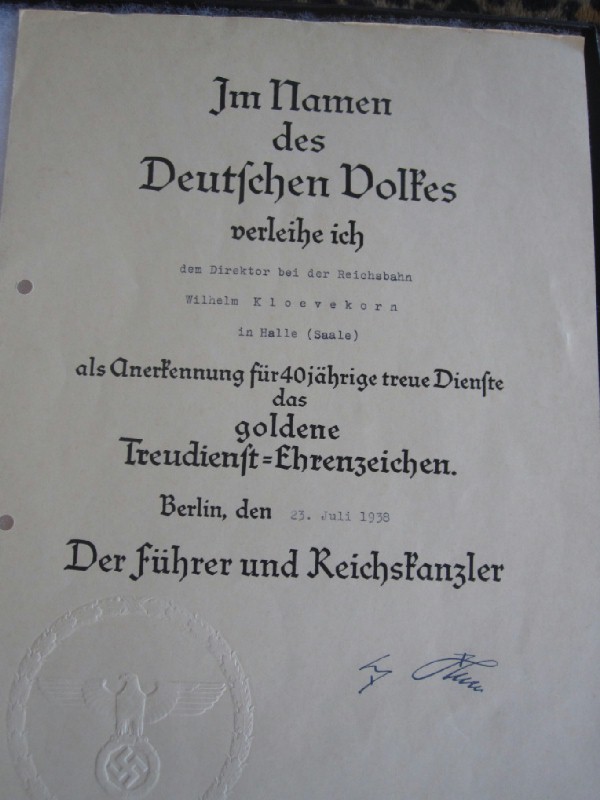 Im Namen
des
Deutschen Volkes
verleihe ich
dem Direktor bei der Reichsbahn
Wilhelm Kloevekorn
in Halle (Saale)
als Anerkennung für 40jährige treue Dienste
das
goldene
Treudienst=Ehrenzeichen.
Berlin, den 23. Juli 1938
Der Führer und Reichskanzler